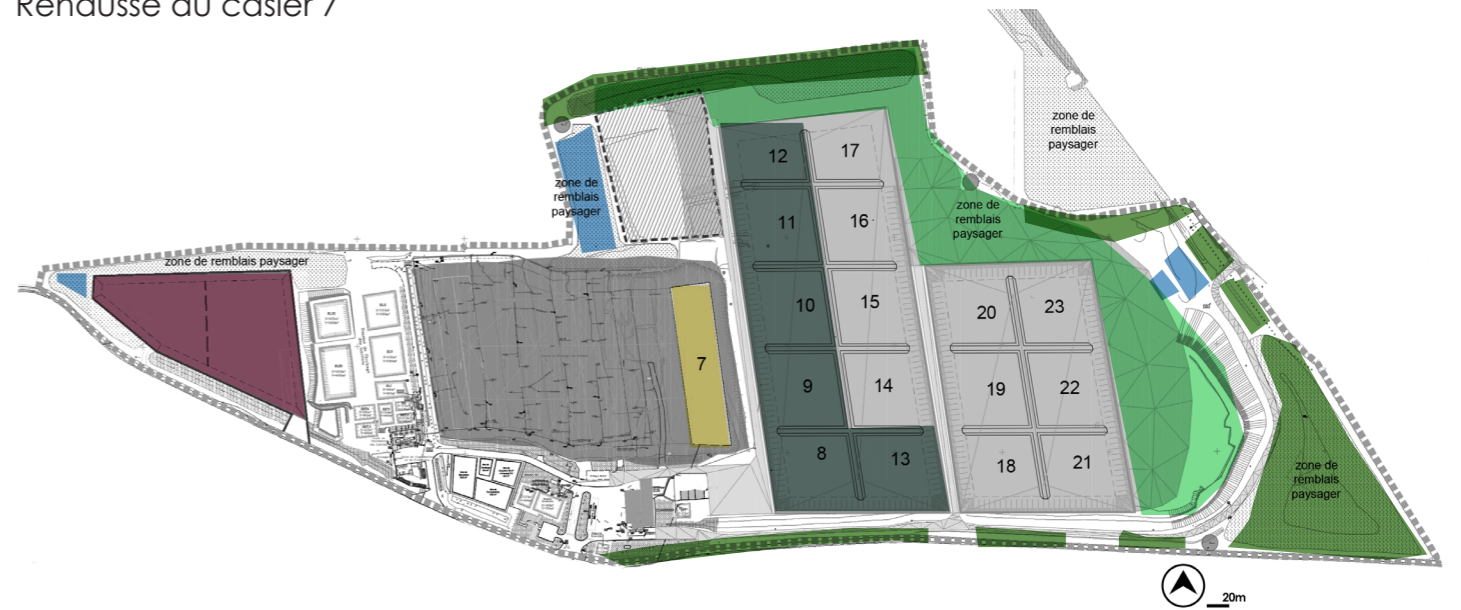 Rehausse du casier 7
zone de
remblais
paysager
12
17
zone de
remblais
paysager
zone de
remblais
paysager
11
16
zone de remblais paysager
10
15
20
23
7
9
14
19
22
8
13
18
21
zone de
remblais
paysager
20m